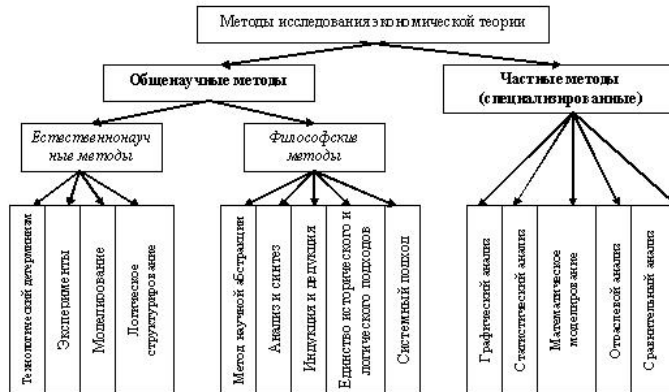 Методы исследования экономической теории
Общенаучные методы
Частные методы
(специализированные)
Естественнонауч
ные методы
Философские
методы
Технологический детерминизм
Эксперименты
Моделирование
Логическое
структурирование
Метод научной абстракции
Анализ и синтез
Индукция и дедукция
Единство исторического и
логического подходов
Системный подход
Графический анализ
Статистический анализ
Математическое
моделирование
Отраслевой анализ
Сравнительный анализ